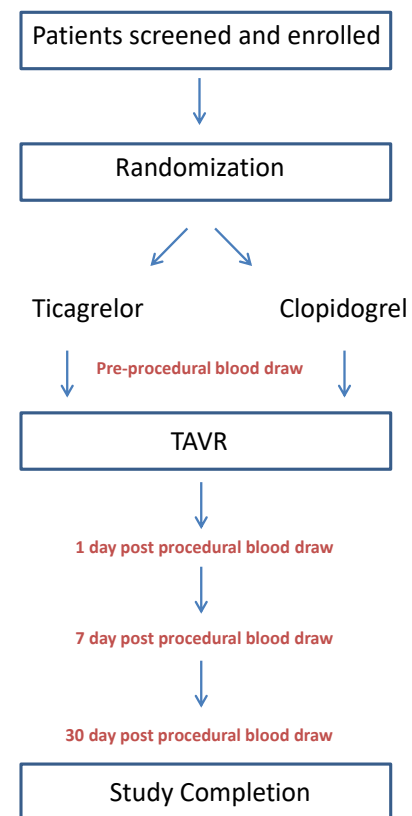 Patients screened and enrolled
Randomization
Ticagrelor
Clopidogrel
Pre-procedural blood draw
TAVR
1 day post procedural blood draw
7 day post procedural blood draw
30 day post procedural blood draw
Study Completion